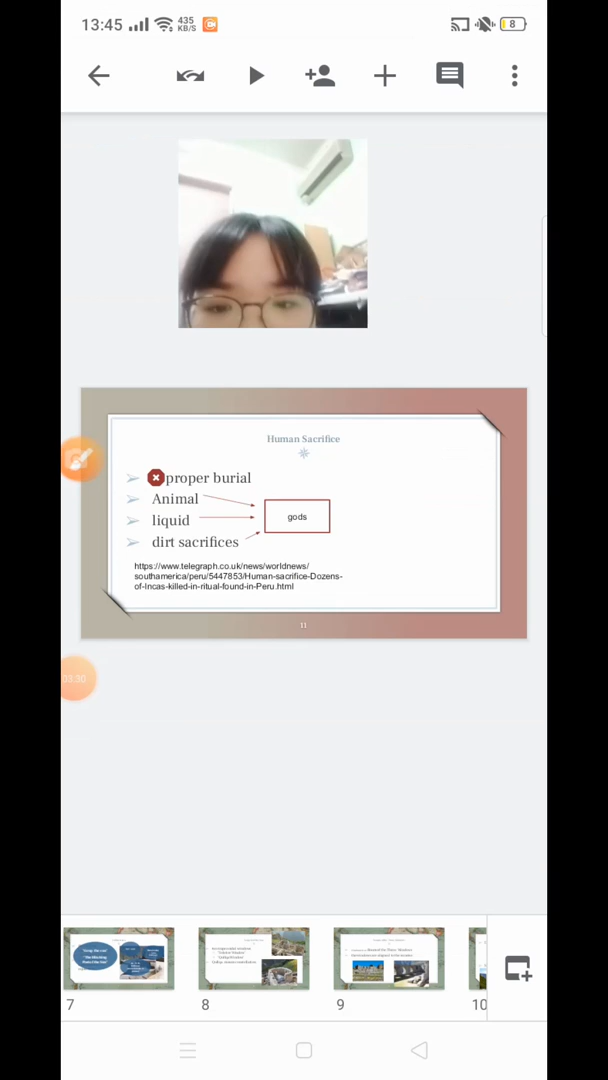 13:45
435
KB/S
8
Human Sacrifice
proper burial
Animal
liquid
dirt sacrifices
gods
https://www.telegraph.co.uk/news/worldnews/
southamerica/peru/5447853/Human-sacrifice-Dozens-
of-Incas-killed-in-ritual-found-in-Peru.html
11
03:30
7
8
9
10